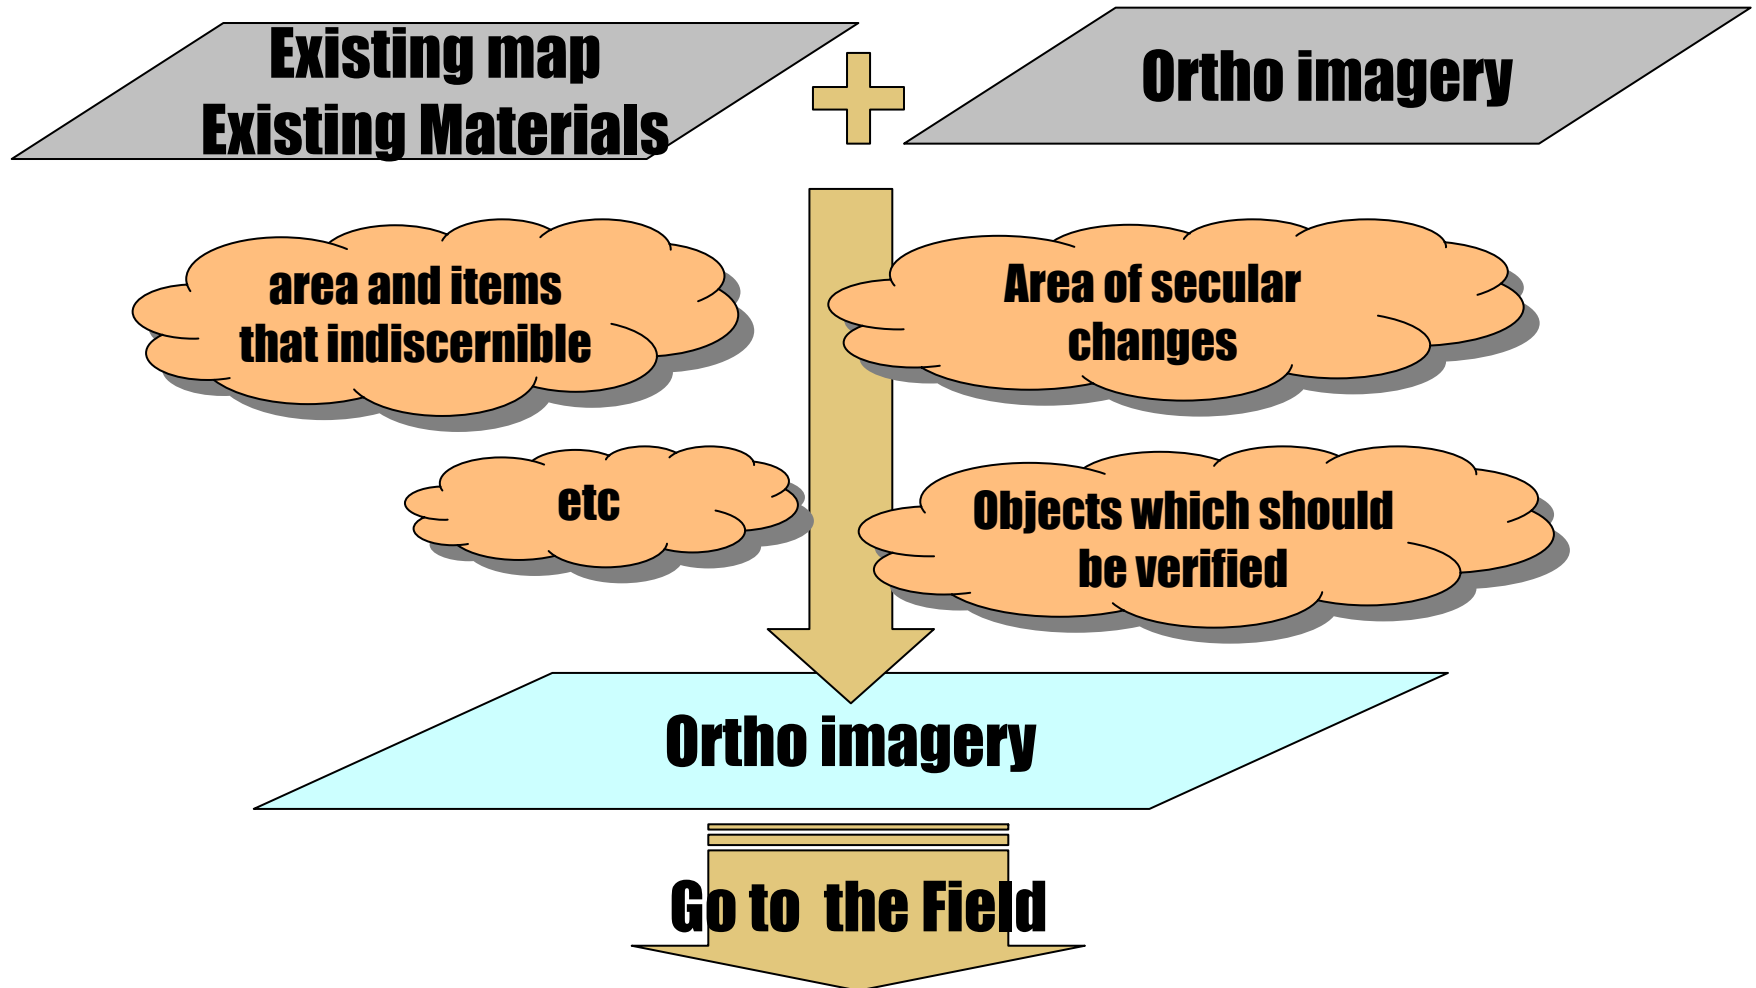 Existing map
Existing Materials
Ortho imagery
area and items
that indiscernible
Area of secular
changes
etc
Objects which should
be verified
Ortho imagery
Go to  the Field